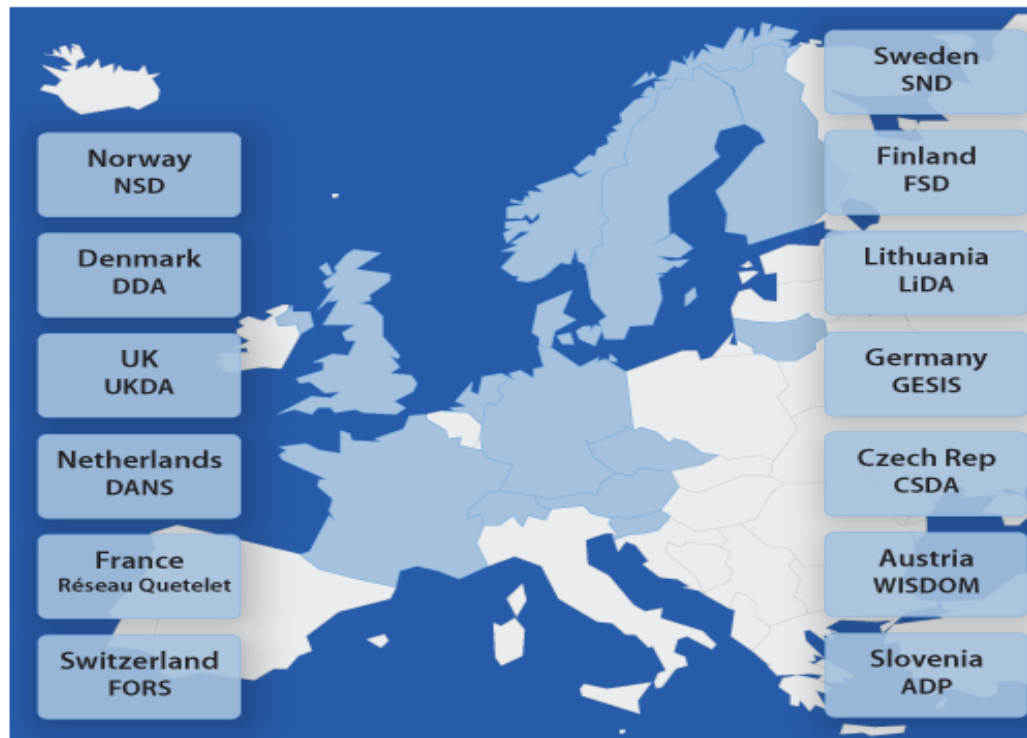 Norway
NSD
Denmark
DDA
UK
UKDA
Netherlands
DANS
France
Réseau Quetelet
Switzerland
FORS
Sweden
SND
Finland
FSD
Lithuania
LiDA
Germany
GESIS
Czech Rep
CSDA
Austria
WISDOM
Slovenia
ADP